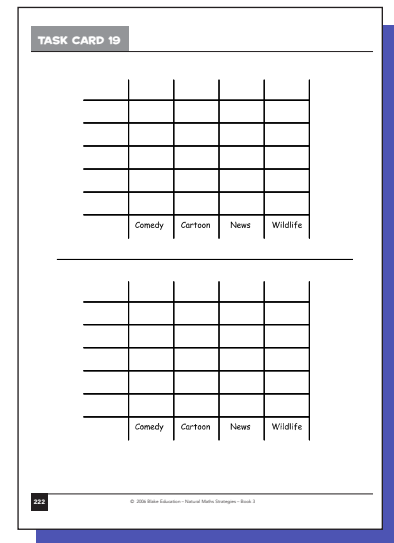 TASK CARD 19
Comedy Cartoon News Wildlife
Comedy Cartoon News Wildlife
222
© 2006 Blake Education – Natural Maths Strategies – Book 3